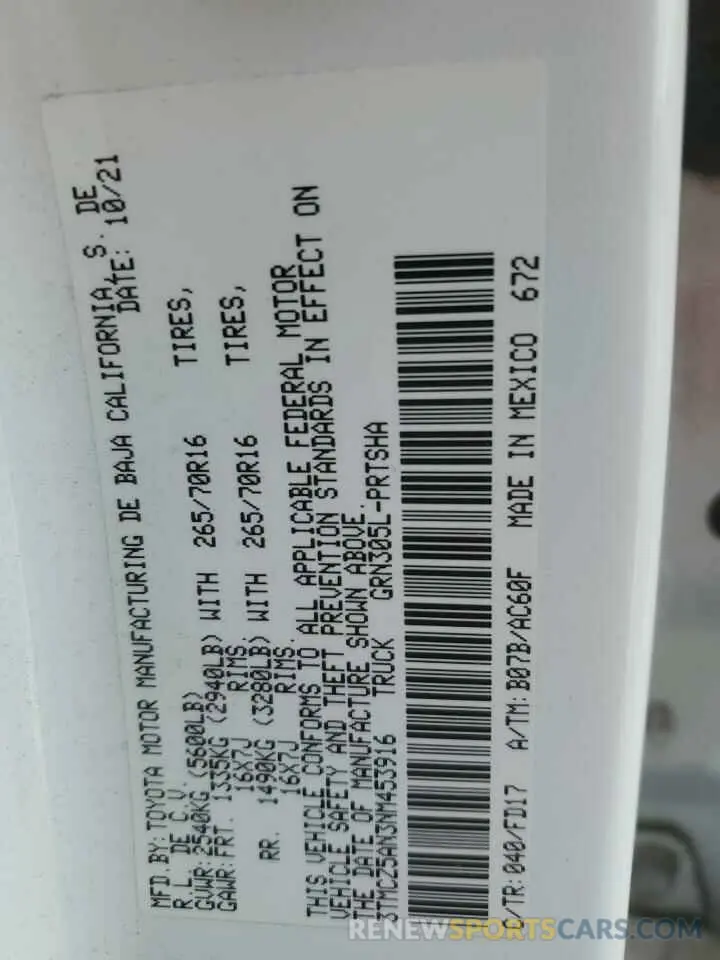 MFD.BY:TOYOTA MOTOR MANUFACTURING DE BAJA CALIFORNIA, S. DE
R.L. DE C.V. DATE: 10/21
GVWR:2540KG (5600LB)
GAWR:FRT. 1335KG (2940LB) WITH 265/70R16 TIRES,
16X7J RIMS,
RR. 1490KG (3280LB) WITH 265/70R16 TIRES,
16X7J RIMS.
THIS VEHICLE CONFORMS TO ALL APPLICABLE FEDERAL MOTOR
VEHICLE SAFETY AND THEFT PREVENTION STANDARDS IN EFFECT ON
THE DATE OF MANUFACTURE SHOWN ABOVE.
3TMCZ5AN3NM453916 TRUCK GRN305L-PRTSHA
C/TR:040/FD17 A/TM:B07B/AC60F MADE IN MEXICO 672
RENEWSPORTSCARS.COM